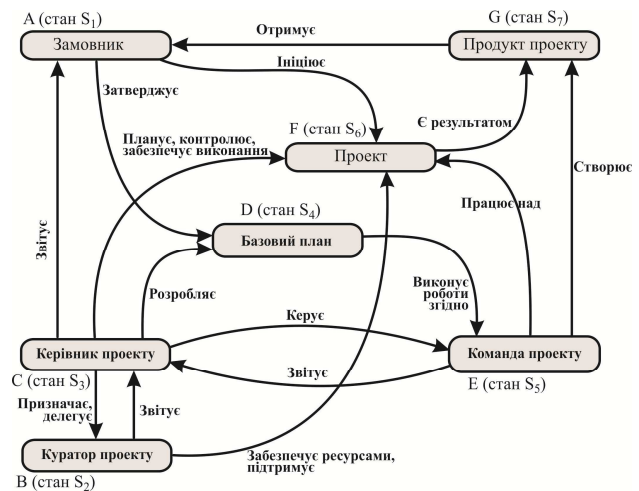 A (стан S1)
Замовник
Отримує
G (стан S7)
Продукт проекту
Ініціює
Затверджує
F (стан S6)
Проект
Є результатом
Планує, контролює,
забезпечує виконання
Створює
Працює над
Звітує
D (стан S4)
Базовий план
Розробляє
Виконує
роботи
згідно
Керує
Керівник проекту
C (стан S3)
Звітує
Команда проекту
E (стан S5)
Призначає,
делегує
Звітує
Куратор проекту
B (стан S2)
Забезпечує ресурсами,
підтримує